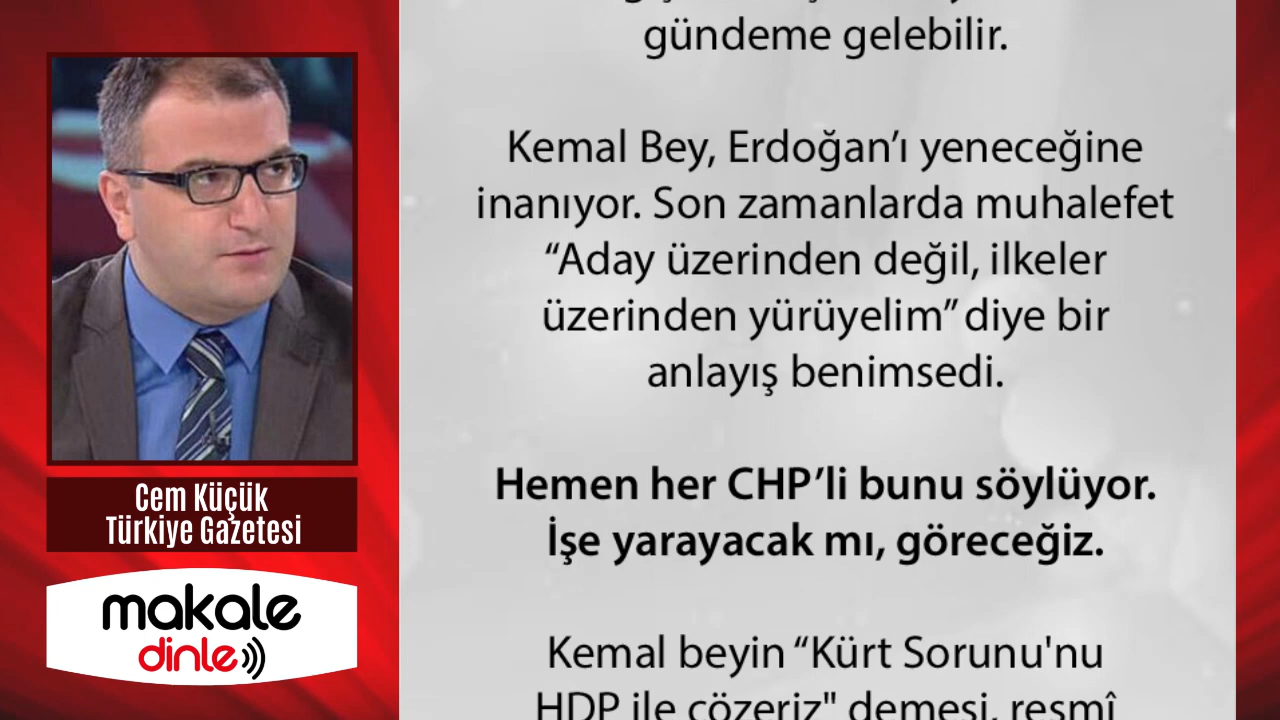 gündeme gelebilir.
Kemal Bey, Erdoğan’ı yeneceğine
inanıyor. Son zamanlarda muhalefet
“Aday üzerinden değil, ilkeler
üzerinden yürüyelim” diye bir
anlayış benimsedi.
Hemen her CHP’li bunu söylüyor.
İşe yarayacak mı, göreceğiz.
Kemal beyin “Kürt Sorunu'nu
HDP ile çözeriz" demesi, resmî
Cem Küçük
Türkiye Gazetesi
makale
dinle